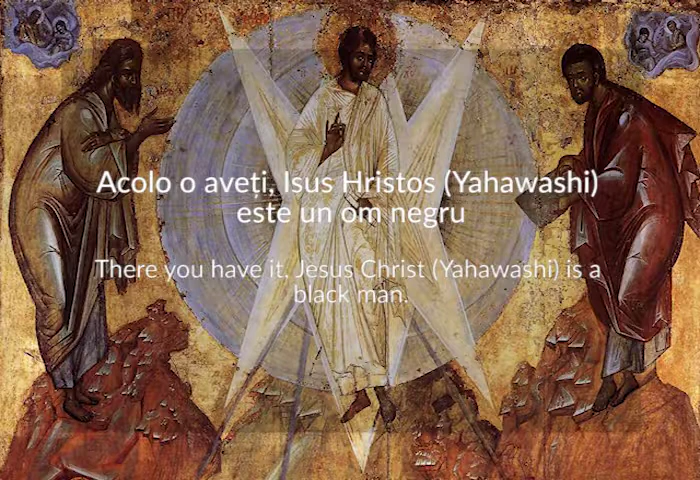 Acolo o aveți, Isus Hristos (Yahawashi)
este un om negru
There you have it. Jesus Christ (Yahawashi) is a
black man.